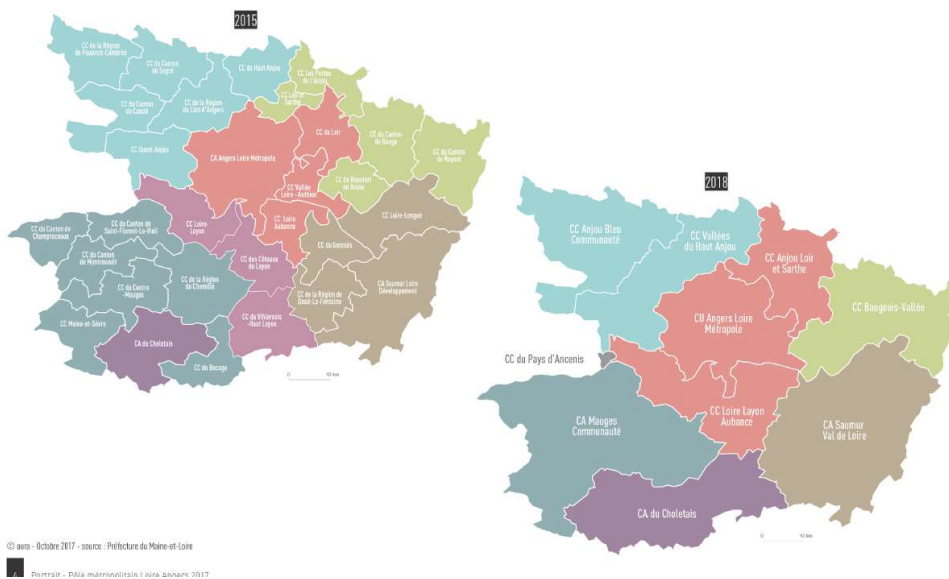 2015
CC de la Région
de Pouancé-Combrée
CC du Canton
de Segré
CC du Haut Anjou
CC Les Portes
de l'Anjou
CC Loir et
Sarthe
CC du Canton
de Candé
CC de la Région
du Lion d'Angers
CC du Loir
CC Ouest-Anjou
CA Angers Loire Métropole
CC du Canton
de Baugé
CC du Canton
de Noyant
CC de Beaufort
en Anjou
CC Vallée
Loire-Authion
CC Loire-
Layon
CC Loire
Aubance
CC Loire-Longué
CC du Canton
de Champtoceaux
CC du Canton de
Saint-Florent-Le-Vieil
CC du Gennois
CC du Canton
de Montrevault
CC des Côteaux
du Layon
CC du Centre
-Mauges
CC de la Région
de Chemillé
CA Saumur Loire
Développement
CC de la Région de
Doué-La-Fontaine
CC Moine-et-Sèvre
CC du Vihiersois
-Haut Layon
CA du Choletais
CC du Bocage
0 10 km
2018
CC Anjou Bleu
Communauté
CC Vallées
du Haut Anjou
CC Anjou Loir
et Sarthe
CC Baugeois-Vallée
CU Angers Loire
Métropole
CC du Pays d'Ancenis
CA Mauges
Communauté
CC Loire Layon
Aubance
CA Saumur
Val de Loire
CA du Choletais
0 10 km
© aura - Octobre 2017 - source : Préfecture du Maine-et-Loire
6 Portrait - Pôle métropolitain Loire Angers 2017